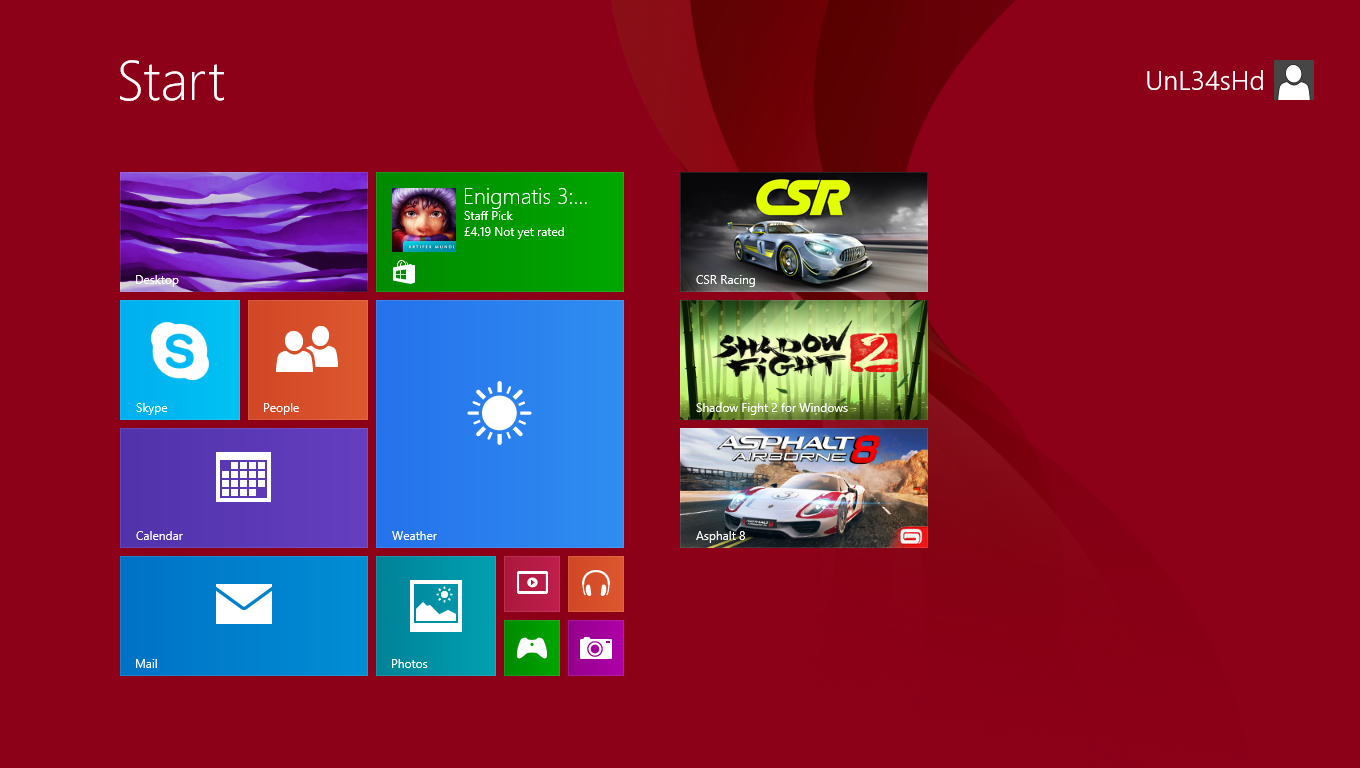 Start
UnL34sHd
Desktop
Enigmatis 3:...
Staff Pick
£4.19 Not yet rated
ARTIFEX MUNDI
CSR
CSR Racing
Skype
People
Weather
SHADOW
FIGHT 2
Shadow Fight 2 for Windows
Calendar
ASPHALT 8
AIRBORNE
Asphalt 8
Mail
Photos